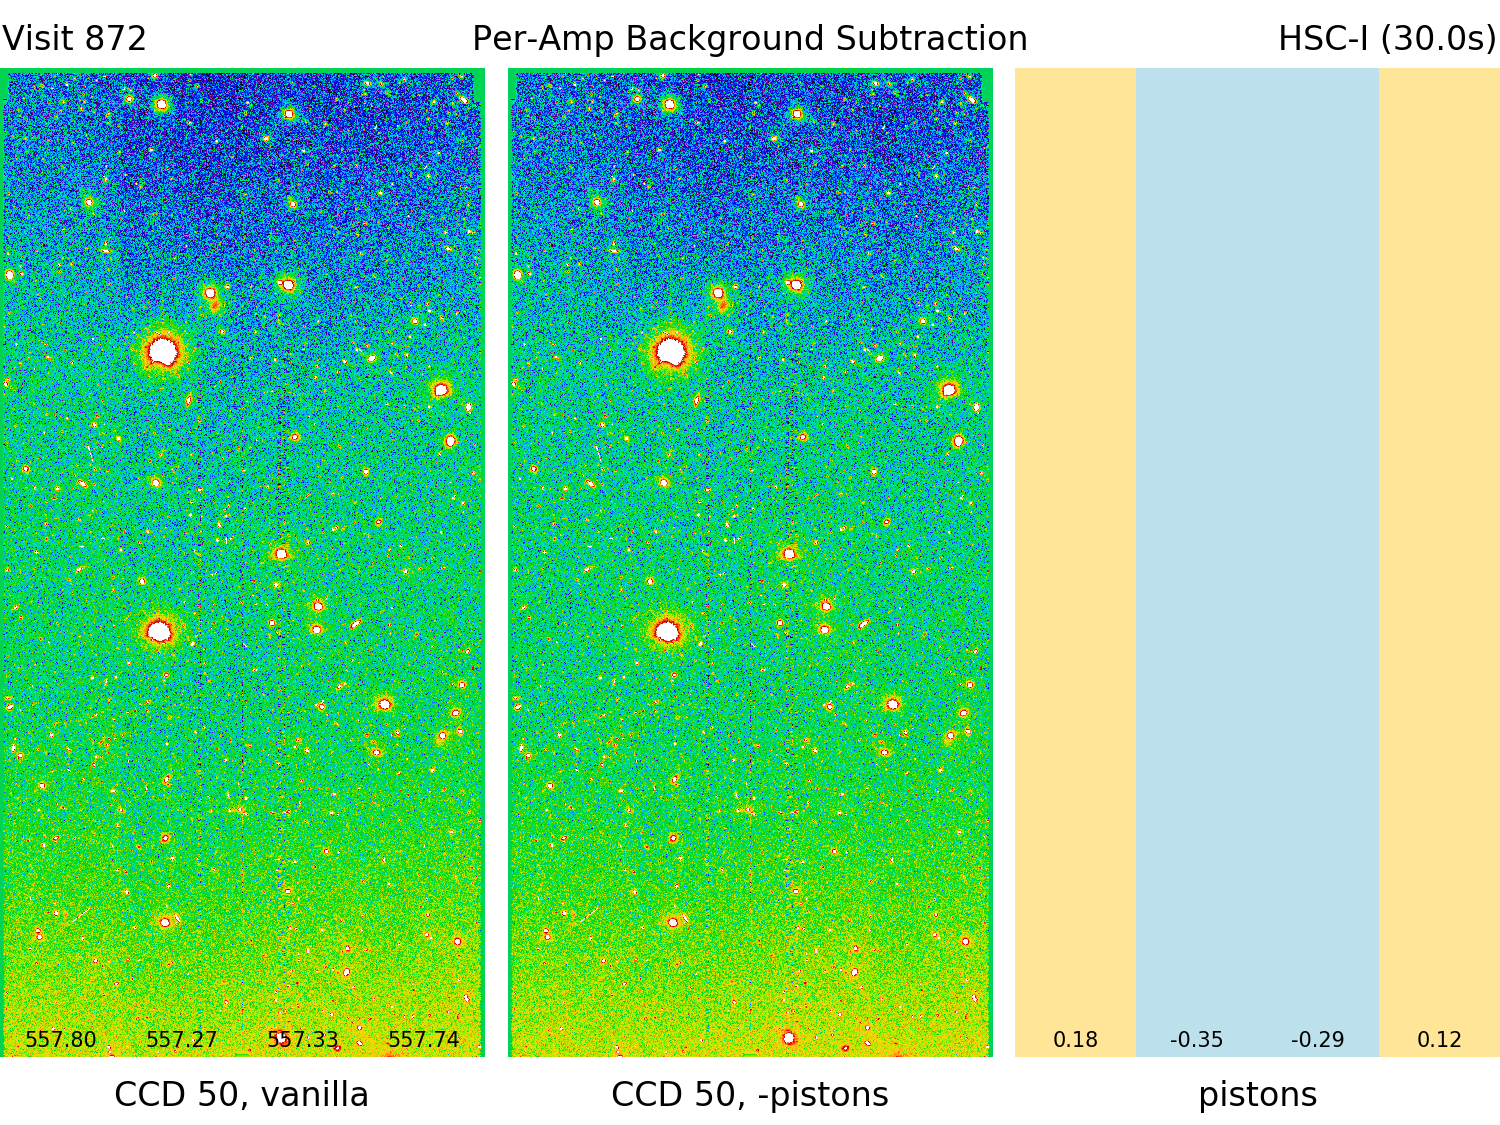 Visit 872 Per-Amp Background Subtraction HSC-I (30.0s)
557.80 557.27 557.33 557.74 0.18 -0.35 -0.29 0.12
CCD 50, vanilla CCD 50, -pistons pistons